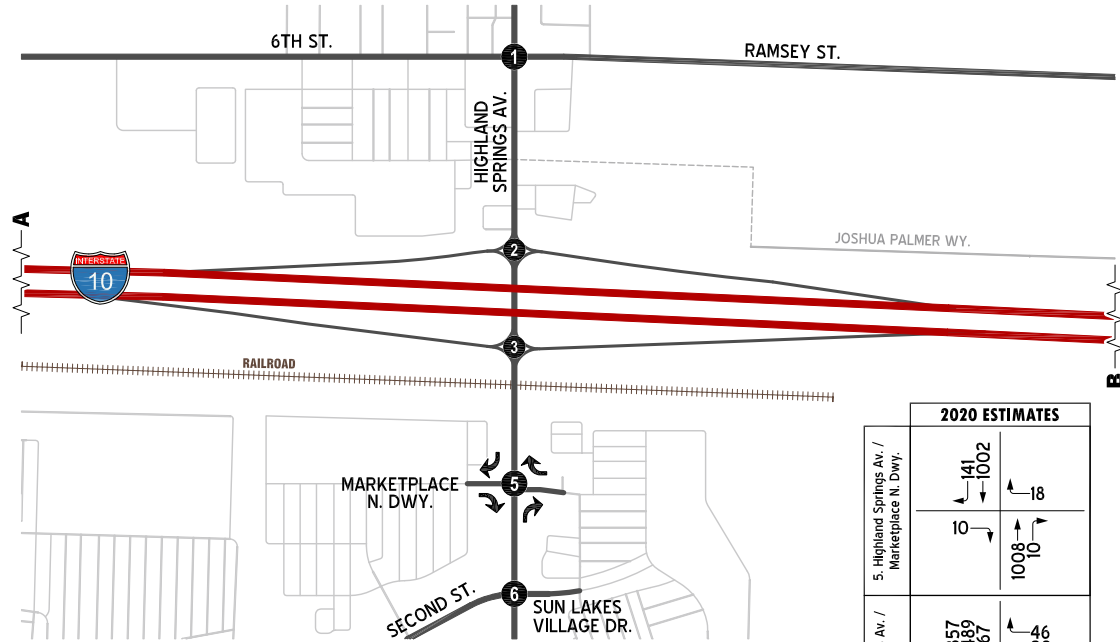 6TH ST.
RAMSEY ST.
1
HIGHLAND
SPRINGS AV.
A
2
JOSHUA PALMER WY.
INTERSTATE
10
3
RAILROAD
B
MARKETPLACE
N. DWY.
5
SECOND ST.
6
SUN LAKES
VILLAGE DR.
2020 ESTIMATES
5. Highland Springs Av. /
Marketplace N. Dwy.
141
1002
18
10
1008
10
Av. /
46